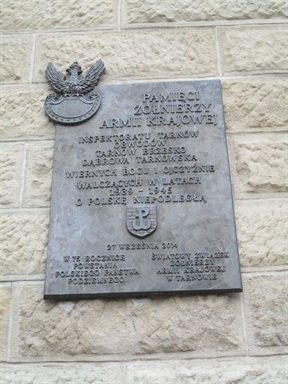 PAMIĘCI
ŻOŁNIERZY
ARMII KRAJOWEJ
INSPEKTORATU TARNÓW
OBWODÓW
TARNÓW BRZESKO
DĄBROWA TARNOWSKA
WIERNYCH BOGU I OJCZYŹNIE
WALCZĄCYCH W LATACH
1939 - 1945
O POLSKĘ NIEPODLEGŁĄ
27 WRZEŚNIA 2014
W 75 ROCZNICĘ
POWSTANIA
POLSKIEGO PAŃSTWA
PODZIEMNEGO
ŚWIATOWY ZWIĄZEK
ŻOŁNIERZY
ARMII KRAJOWEJ
W TARNOWIE